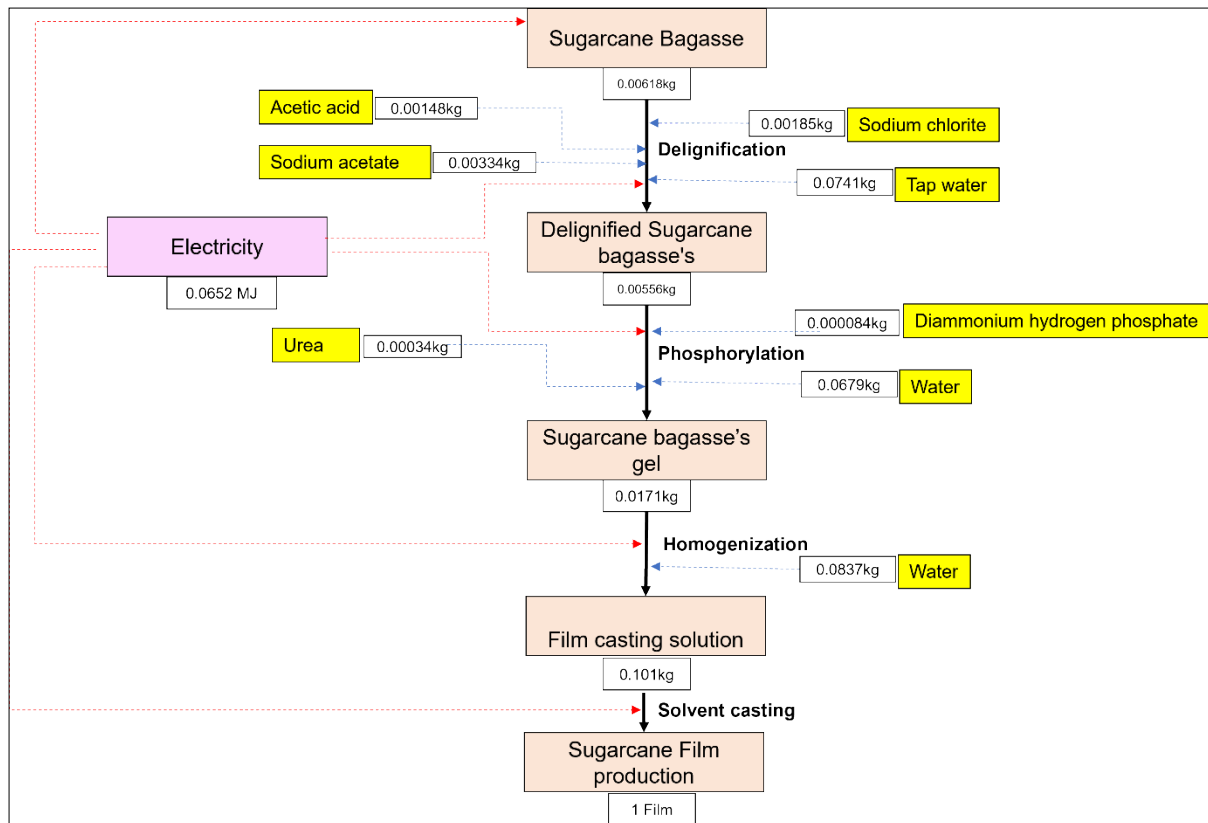 Sugarcane Bagasse
0.00618kg
Acetic acid
0.00148kg
0.00185kg
Sodium chlorite
Delignification
Sodium acetate
0.00334kg
0.0741kg
Tap water
Electricity
0.0652 MJ
Delignified Sugarcane
bagasse's
0.00556kg
0.000084kg
Diammonium hydrogen phosphate
Urea
0.00034kg
Phosphorylation
0.0679kg
Water
Sugarcane bagasse’s
gel
0.0171kg
Homogenization
0.0837kg
Water
Film casting solution
0.101kg
Solvent casting
Sugarcane Film
production
1 Film